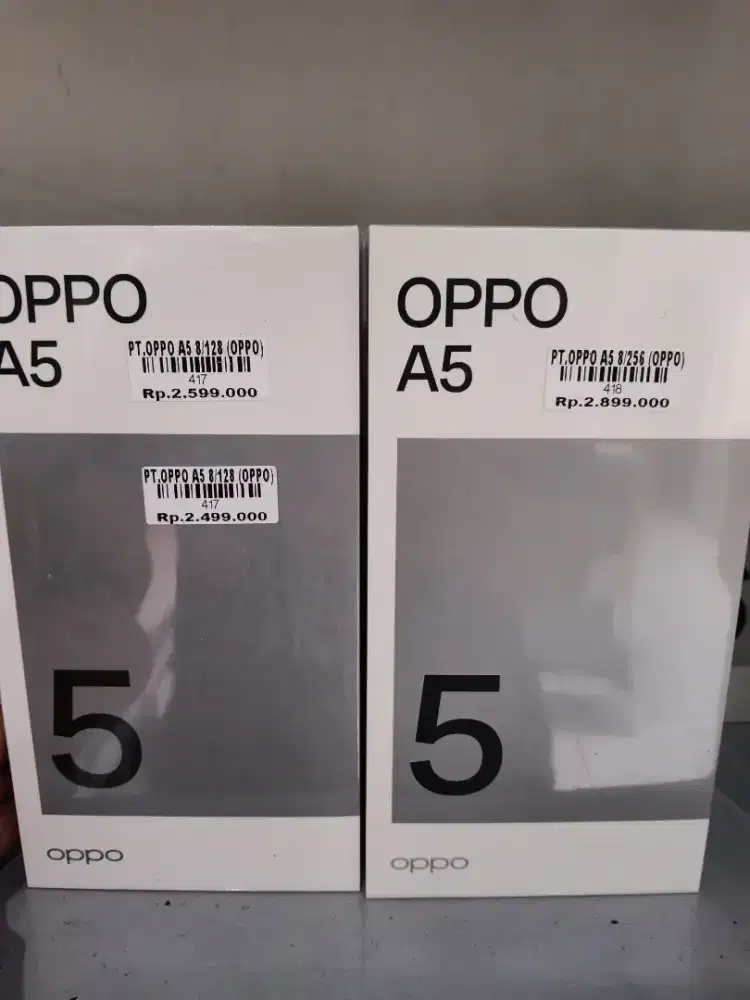 OPPO
A5
PT.OPPO A5 8/128 (OPPO)
417
Rp.2.599.000
PT.OPPO A5 8/128 (OPPO)
417
Rp.2.499.000
5
oppo
OPPO
A5
PT.OPPO A5 8/256 (OPPO)
418
Rp.2.899.000
5
oppo